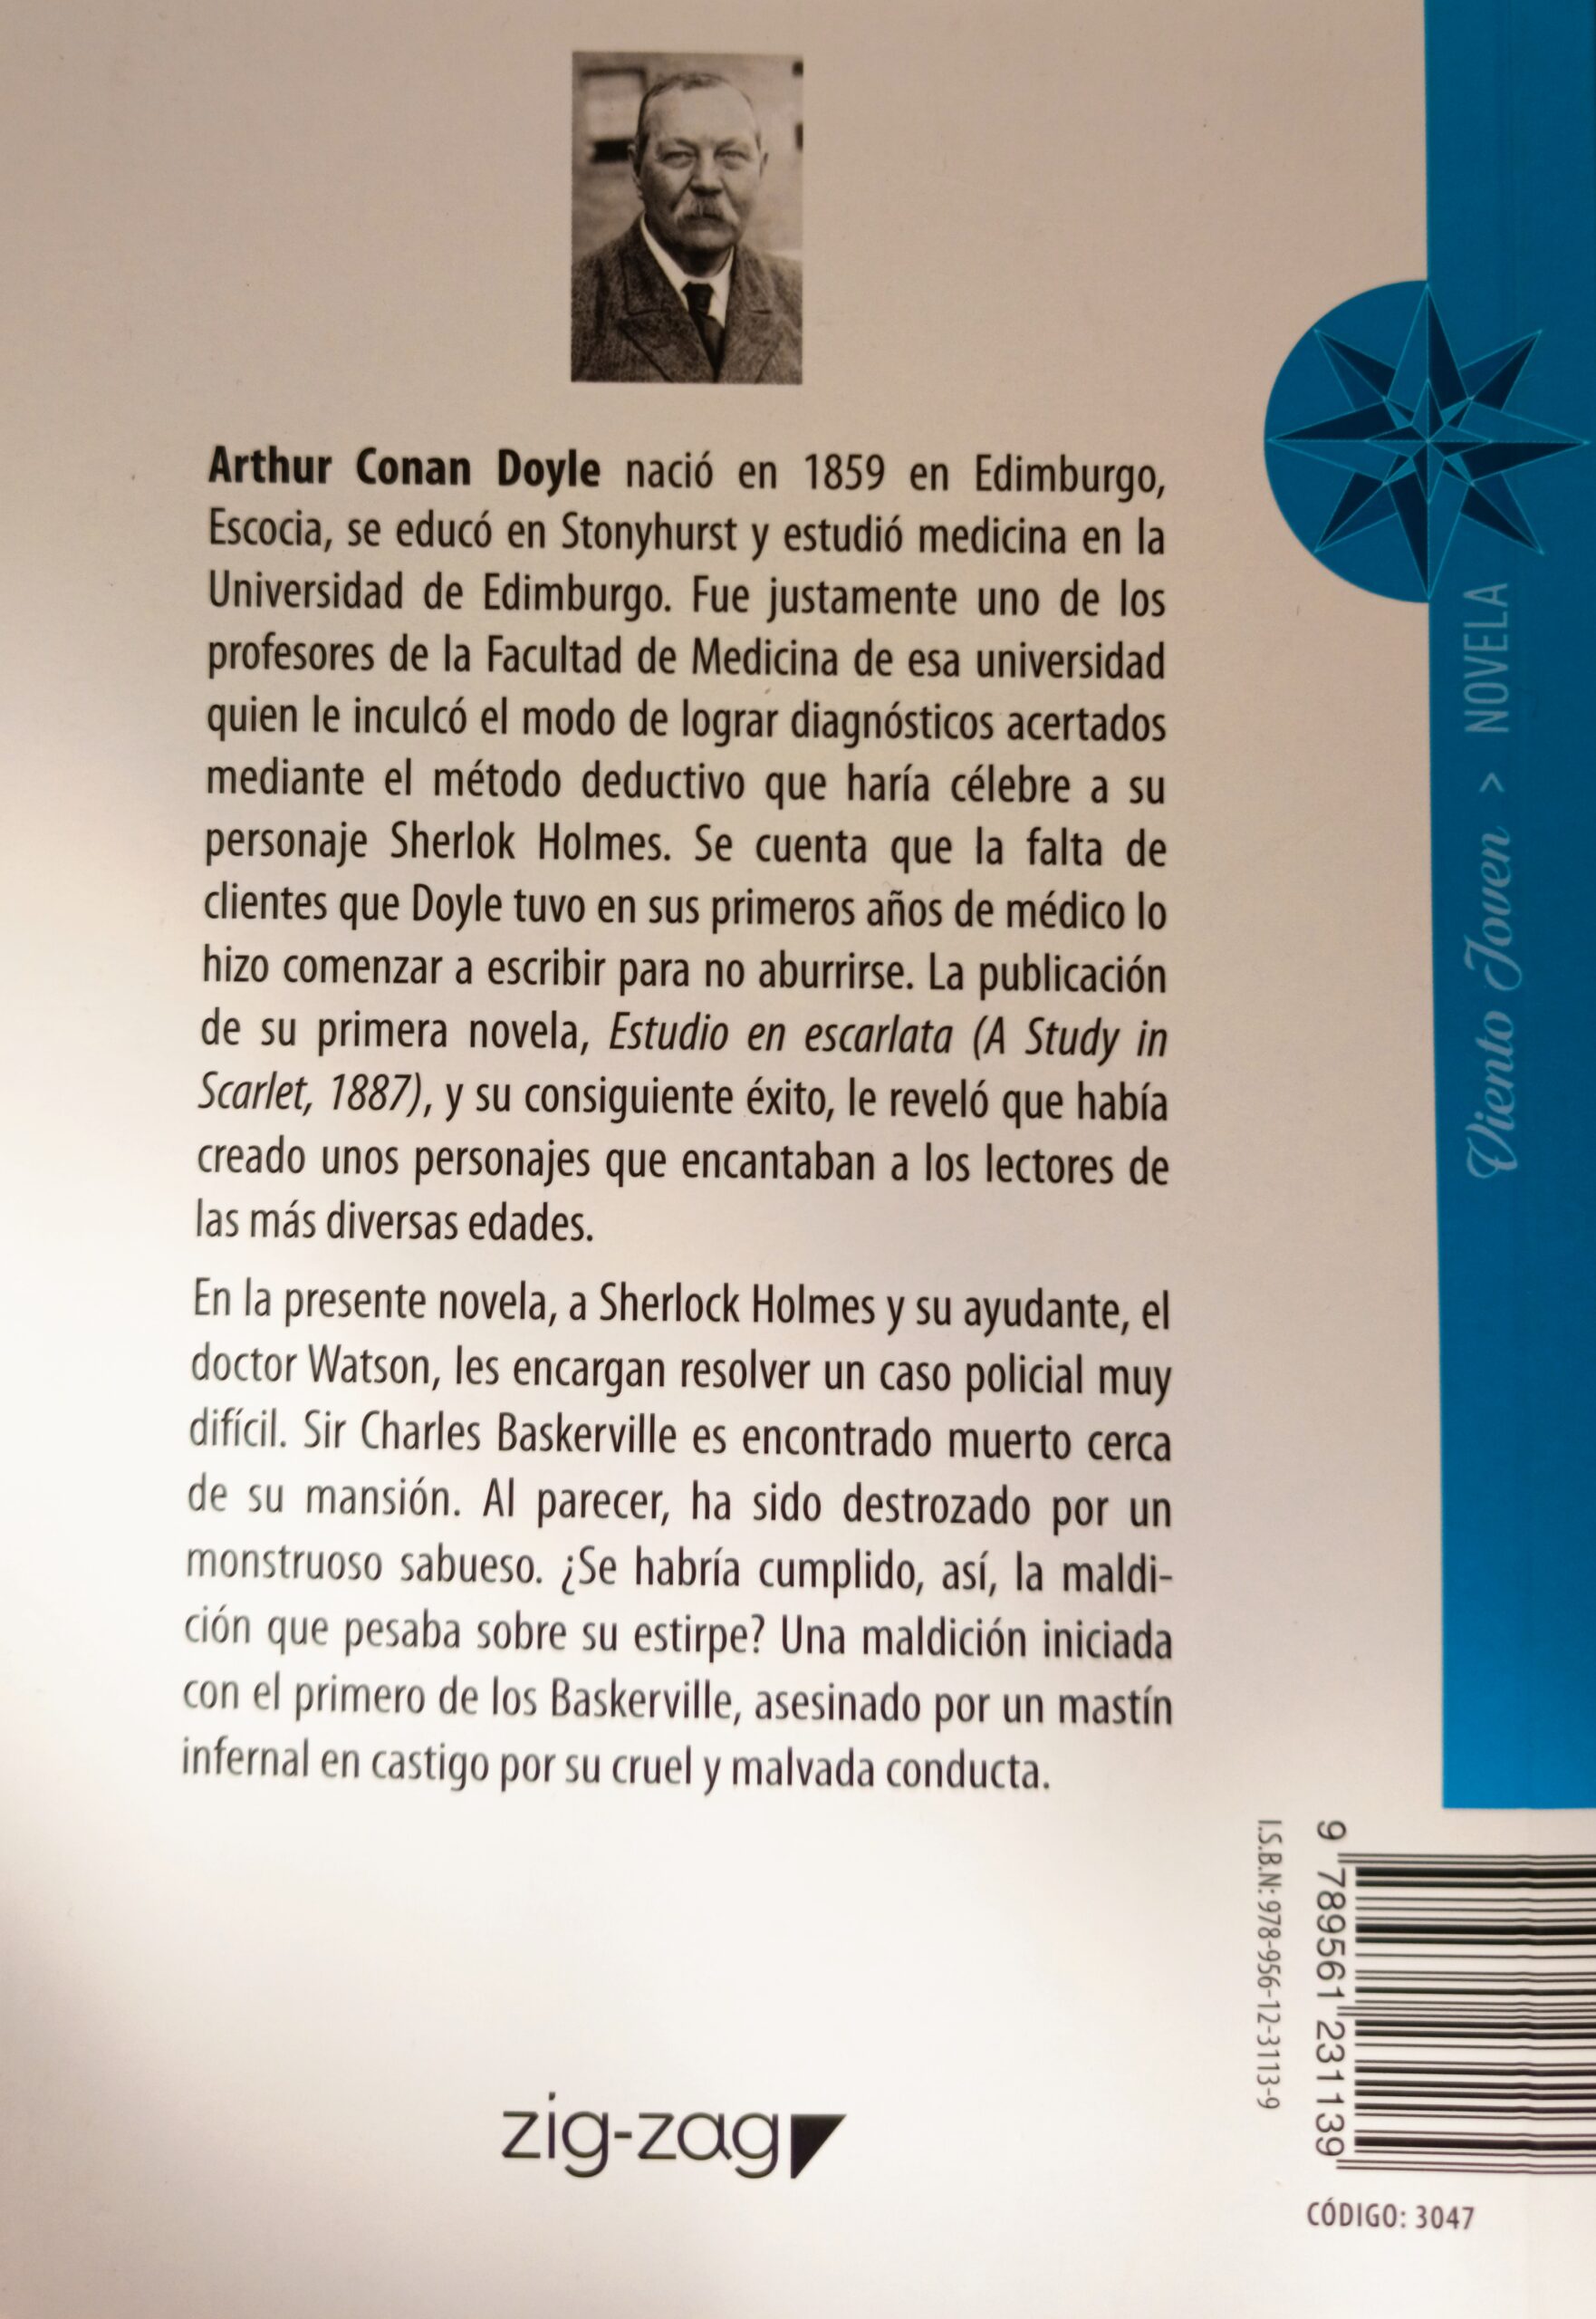 Arthur Conan Doyle nació en 1859 en Edimburgo,
Escocia, se educó en Stonyhurst y estudió medicina en la
Universidad de Edimburgo. Fue justamente uno de los
profesores de la Facultad de Medicina de esa universidad
quien le inculcó el modo de lograr diagnósticos acertados
mediante el método deductivo que haría célebre a su
personaje Sherlok Holmes. Se cuenta que la falta de
clientes que Doyle tuvo en sus primeros años de médico lo
hizo comenzar a escribir para no aburrirse. La publicación
de su primera novela, Estudio en escarlata (A Study in
Scarlet, 1887), y su consiguiente éxito, le reveló que había
creado unos personajes que encantaban a los lectores de
las más diversas edades.
En la presente novela, a Sherlock Holmes y su ayudante, el
doctor Watson, les encargan resolver un caso policial muy
difícil. Sir Charles Baskerville es encontrado muerto cerca
de su mansión. Al parecer, ha sido destrozado por un
monstruoso sabueso. ¿Se habría cumplido, así, la maldi-
ción que pesaba sobre su estirpe? Una maldición iniciada
con el primero de los Baskerville, asesinado por un mastín
infernal en castigo por su cruel y malvada conducta.
Viento Joven > NOVELA
I.S.B.N: 978-956-12-3113-9
9 789561 231139
CÓDIGO: 3047
zig-zag